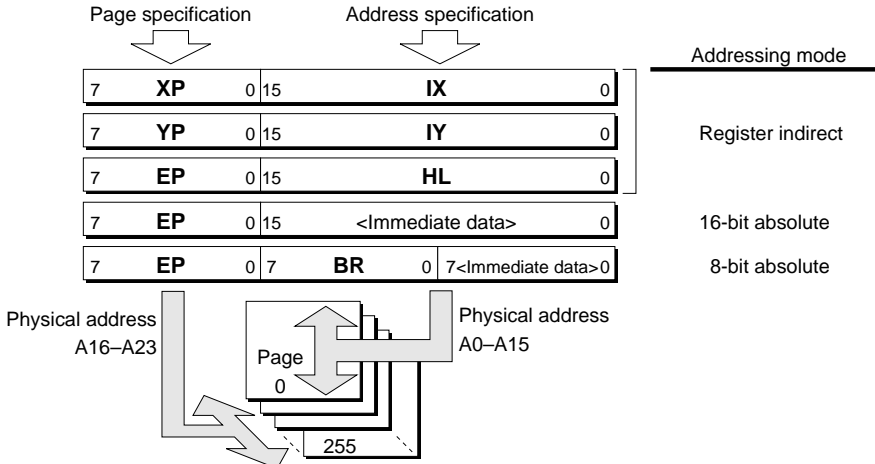 Page specification Address specification
Addressing mode
7 XP 0 15 IX 0
7 YP 0 15 IY 0 Register indirect
7 EP 0 15 HL 0
7 EP 0 15 <Immediate data> 0 16-bit absolute
7 EP 0 7 BR 0 7<Immediate data>0 8-bit absolute
Physical address
A16–A23
Physical address
A0–A15
Page
0
255